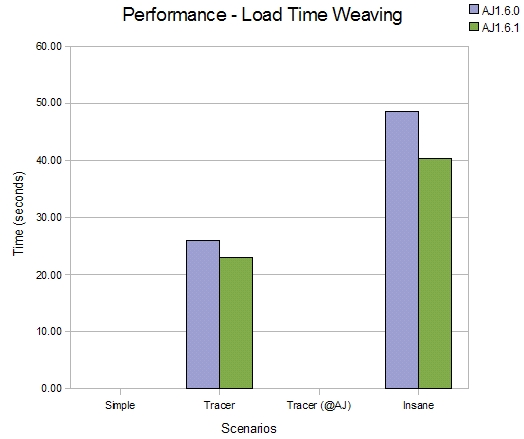 Performance - Load Time Weaving
AJ1.6.0
AJ1.6.1
60.00
50.00
40.00
30.00
20.00
10.00
0.00
Time (seconds)
Simple
Tracer
Tracer (@AJ)
Insane
Scenarios